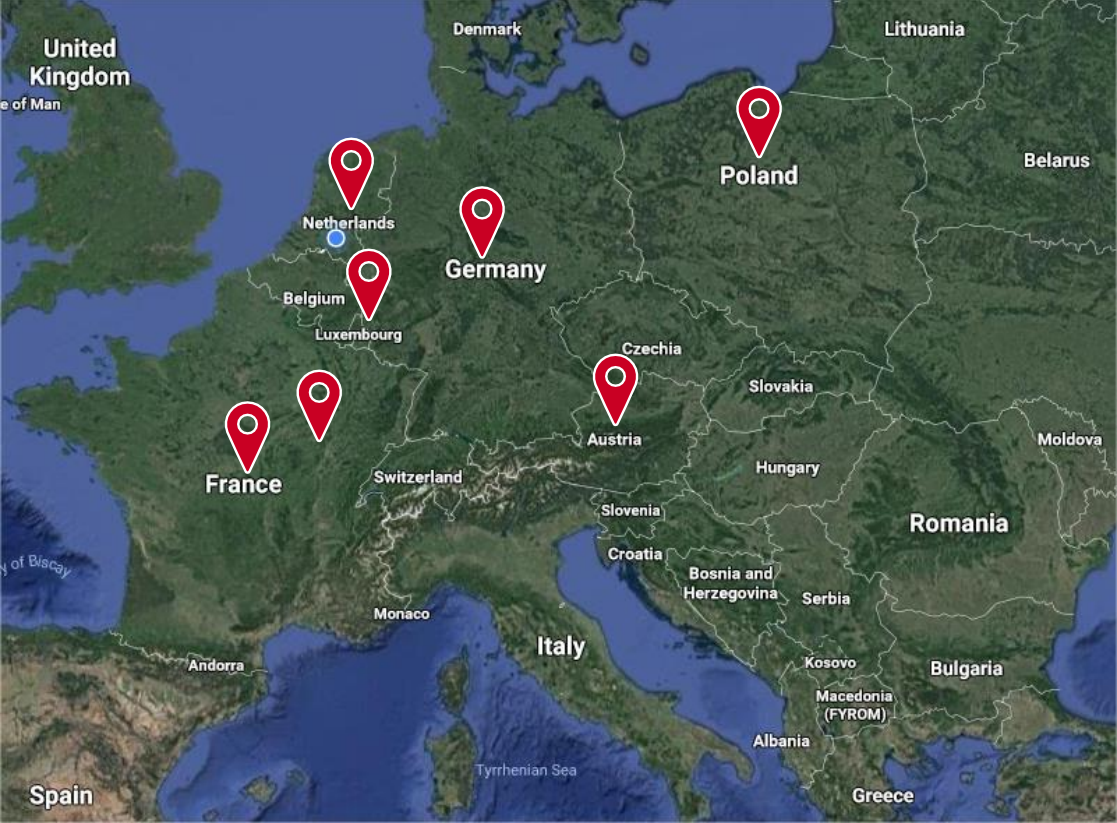 Denmark
Lithuania
United
Kingdom
e of Man
Belarus
Poland
Netherlands
Germany
Belgium
Luxembourg
Czechia
Slovakia
Austria
Moldova
Hungary
Switzerland
France
Slovenia
Romania
Croatia
y of Biscay
Bosnia and
Herzegovina
Serbia
Monaco
Italy
Kosovo
Andorra
Bulgaria
Macedonia
(FYROM)
Albania
Tyrrhenian Sea
Spain
Greece